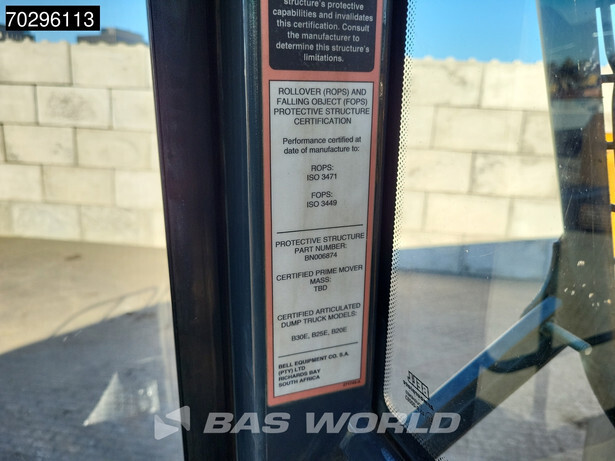 70296113
structure's protective
capabilities and invalidates
this certification. Consult
the manufacturer to
determine this structure's
limitations.
ROLLOVER (ROPS) AND
FALLING OBJECT (FOPS)
PROTECTIVE STRUCTURE
CERTIFICATION
Performance certified at
date of manufacture to:
ROPS:
ISO 3471
FOPS:
ISO 3449
PROTECTIVE STRUCTURE
PART NUMBER:
BN006874
CERTIFIED PRIME MOVER
MASS:
TBD
CERTIFIED ARTICULATED
DUMP TRUCK MODELS:
B30E, B25E, B20E
BELL EQUIPMENT CO. S.A.
(PTY) LTD
RICHARDS BAY
SOUTH AFRICA
BAS WORLD